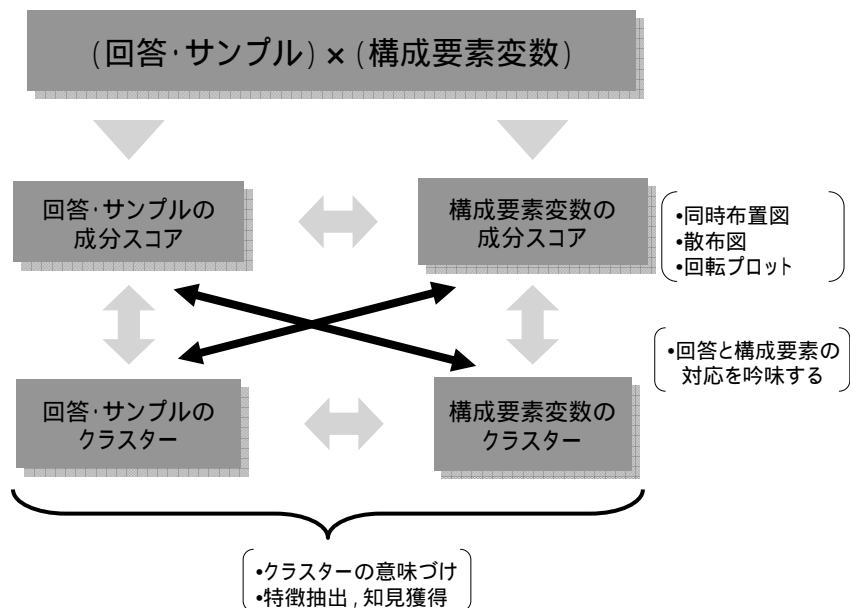 (回答･サンプル)×(構成要素変数)
回答･サンプルの
成分スコア
構成要素変数の
成分スコア
•同時布置図
•散布図
•回転プロット
•回答と構成要素の
対応を吟味する
回答･サンプルの
クラスター
構成要素変数の
クラスター
•クラスターの意味づけ
•特徴抽出,知見獲得